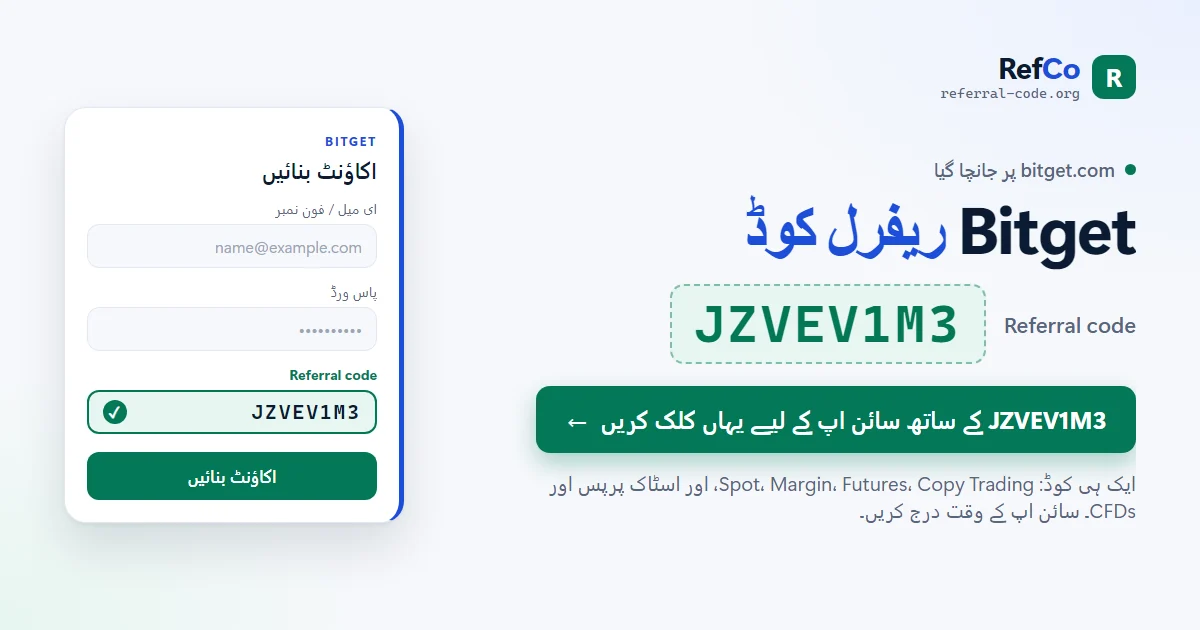 RefCo
R
referral-code.org
bitget.com پر جانچا گیا
Bitget ریفرل کوڈ
Referral code
JZVEV1M3
JZVEV1M3 کے ساتھ سائن اپ کے لیے یہاں کلک کریں ←
ایک ہی کوڈ: Spot، Margin، Futures، Copy Trading، اور اسٹاک پرپس اور
CFDs۔ سائن اپ کے وقت درج کریں۔
BITGET
اکاؤنٹ بنائیں
ای میل / فون نمبر
name@example.com
پاس ورڈ
••••••••••
Referral code
JZVEV1M3
اکاؤنٹ بنائیں